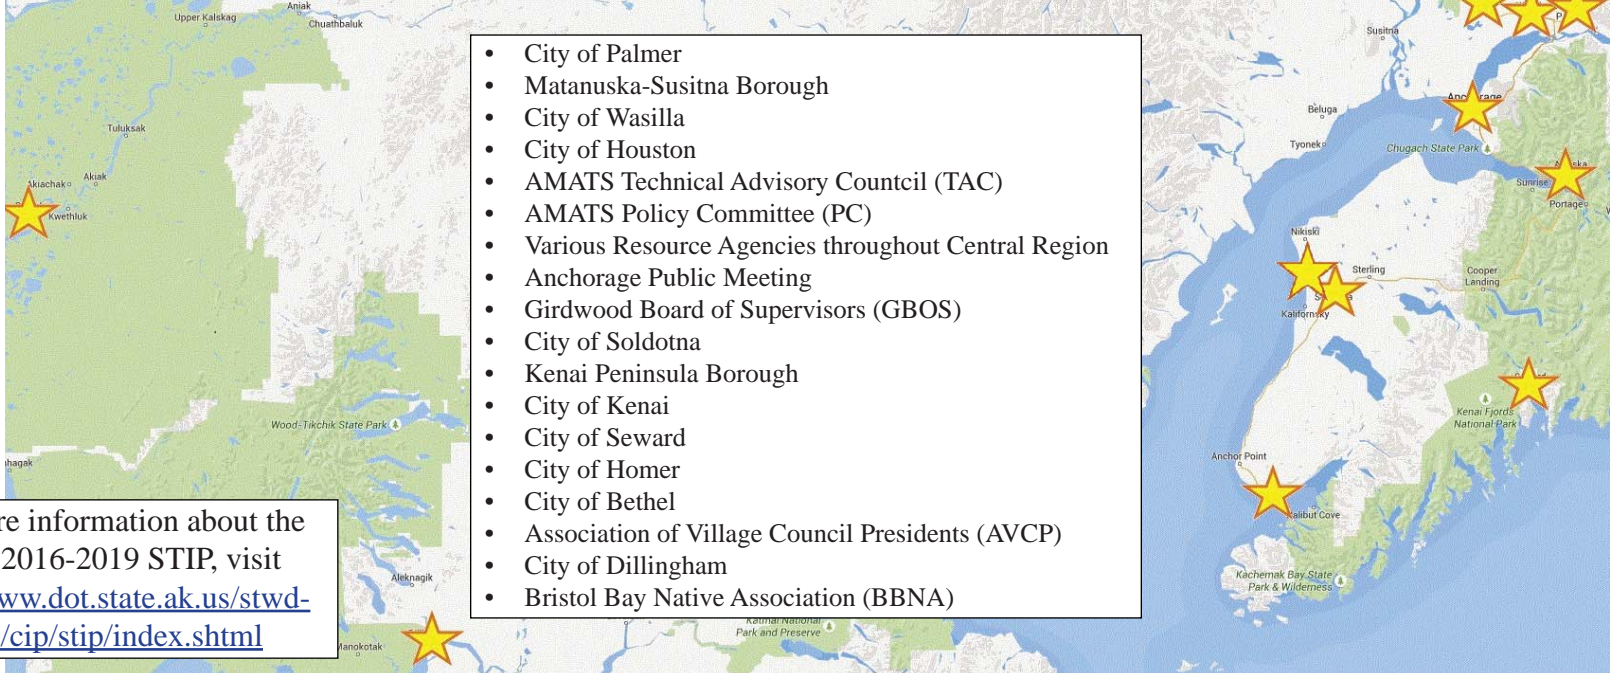 Aniak
Upper Kalskag
Chuathbaluk
Susitna
• City of Palmer
• Matanuska-Susitna Borough
• City of Wasilla
• City of Houston
• AMATS Technical Advisory Countcil (TAC)
• AMATS Policy Committee (PC)
• Various Resource Agencies throughout Central Region
• Anchorage Public Meeting
• Girdwood Board of Supervisors (GBOS)
• City of Soldotna
• Kenai Peninsula Borough
• City of Kenai
• City of Seward
• City of Homer
• City of Bethel
• Association of Village Council Presidents (AVCP)
• City of Dillingham
• Bristol Bay Native Association (BBNA)
Tuluksak
Akiachak
Akiak
Kwethluk
Beluga
Tyonek
Chugach State Park
Sunrise
Portage
Nikiski
Sterling
Cooper
Landing
Kalifornsky
Wood-Tikchik State Park
Kenai Fjords
National Park
Anchor Point
nhagak
re information about the
2016-2019 STIP, visit
ww.dot.state.ak.us/stwd-
/cip/stip/index.shtml
Aleknagik
Manokotak
Katmai National
Park and Preserve
alibut Cove
Kachemak Bay State
Park & Wilderness